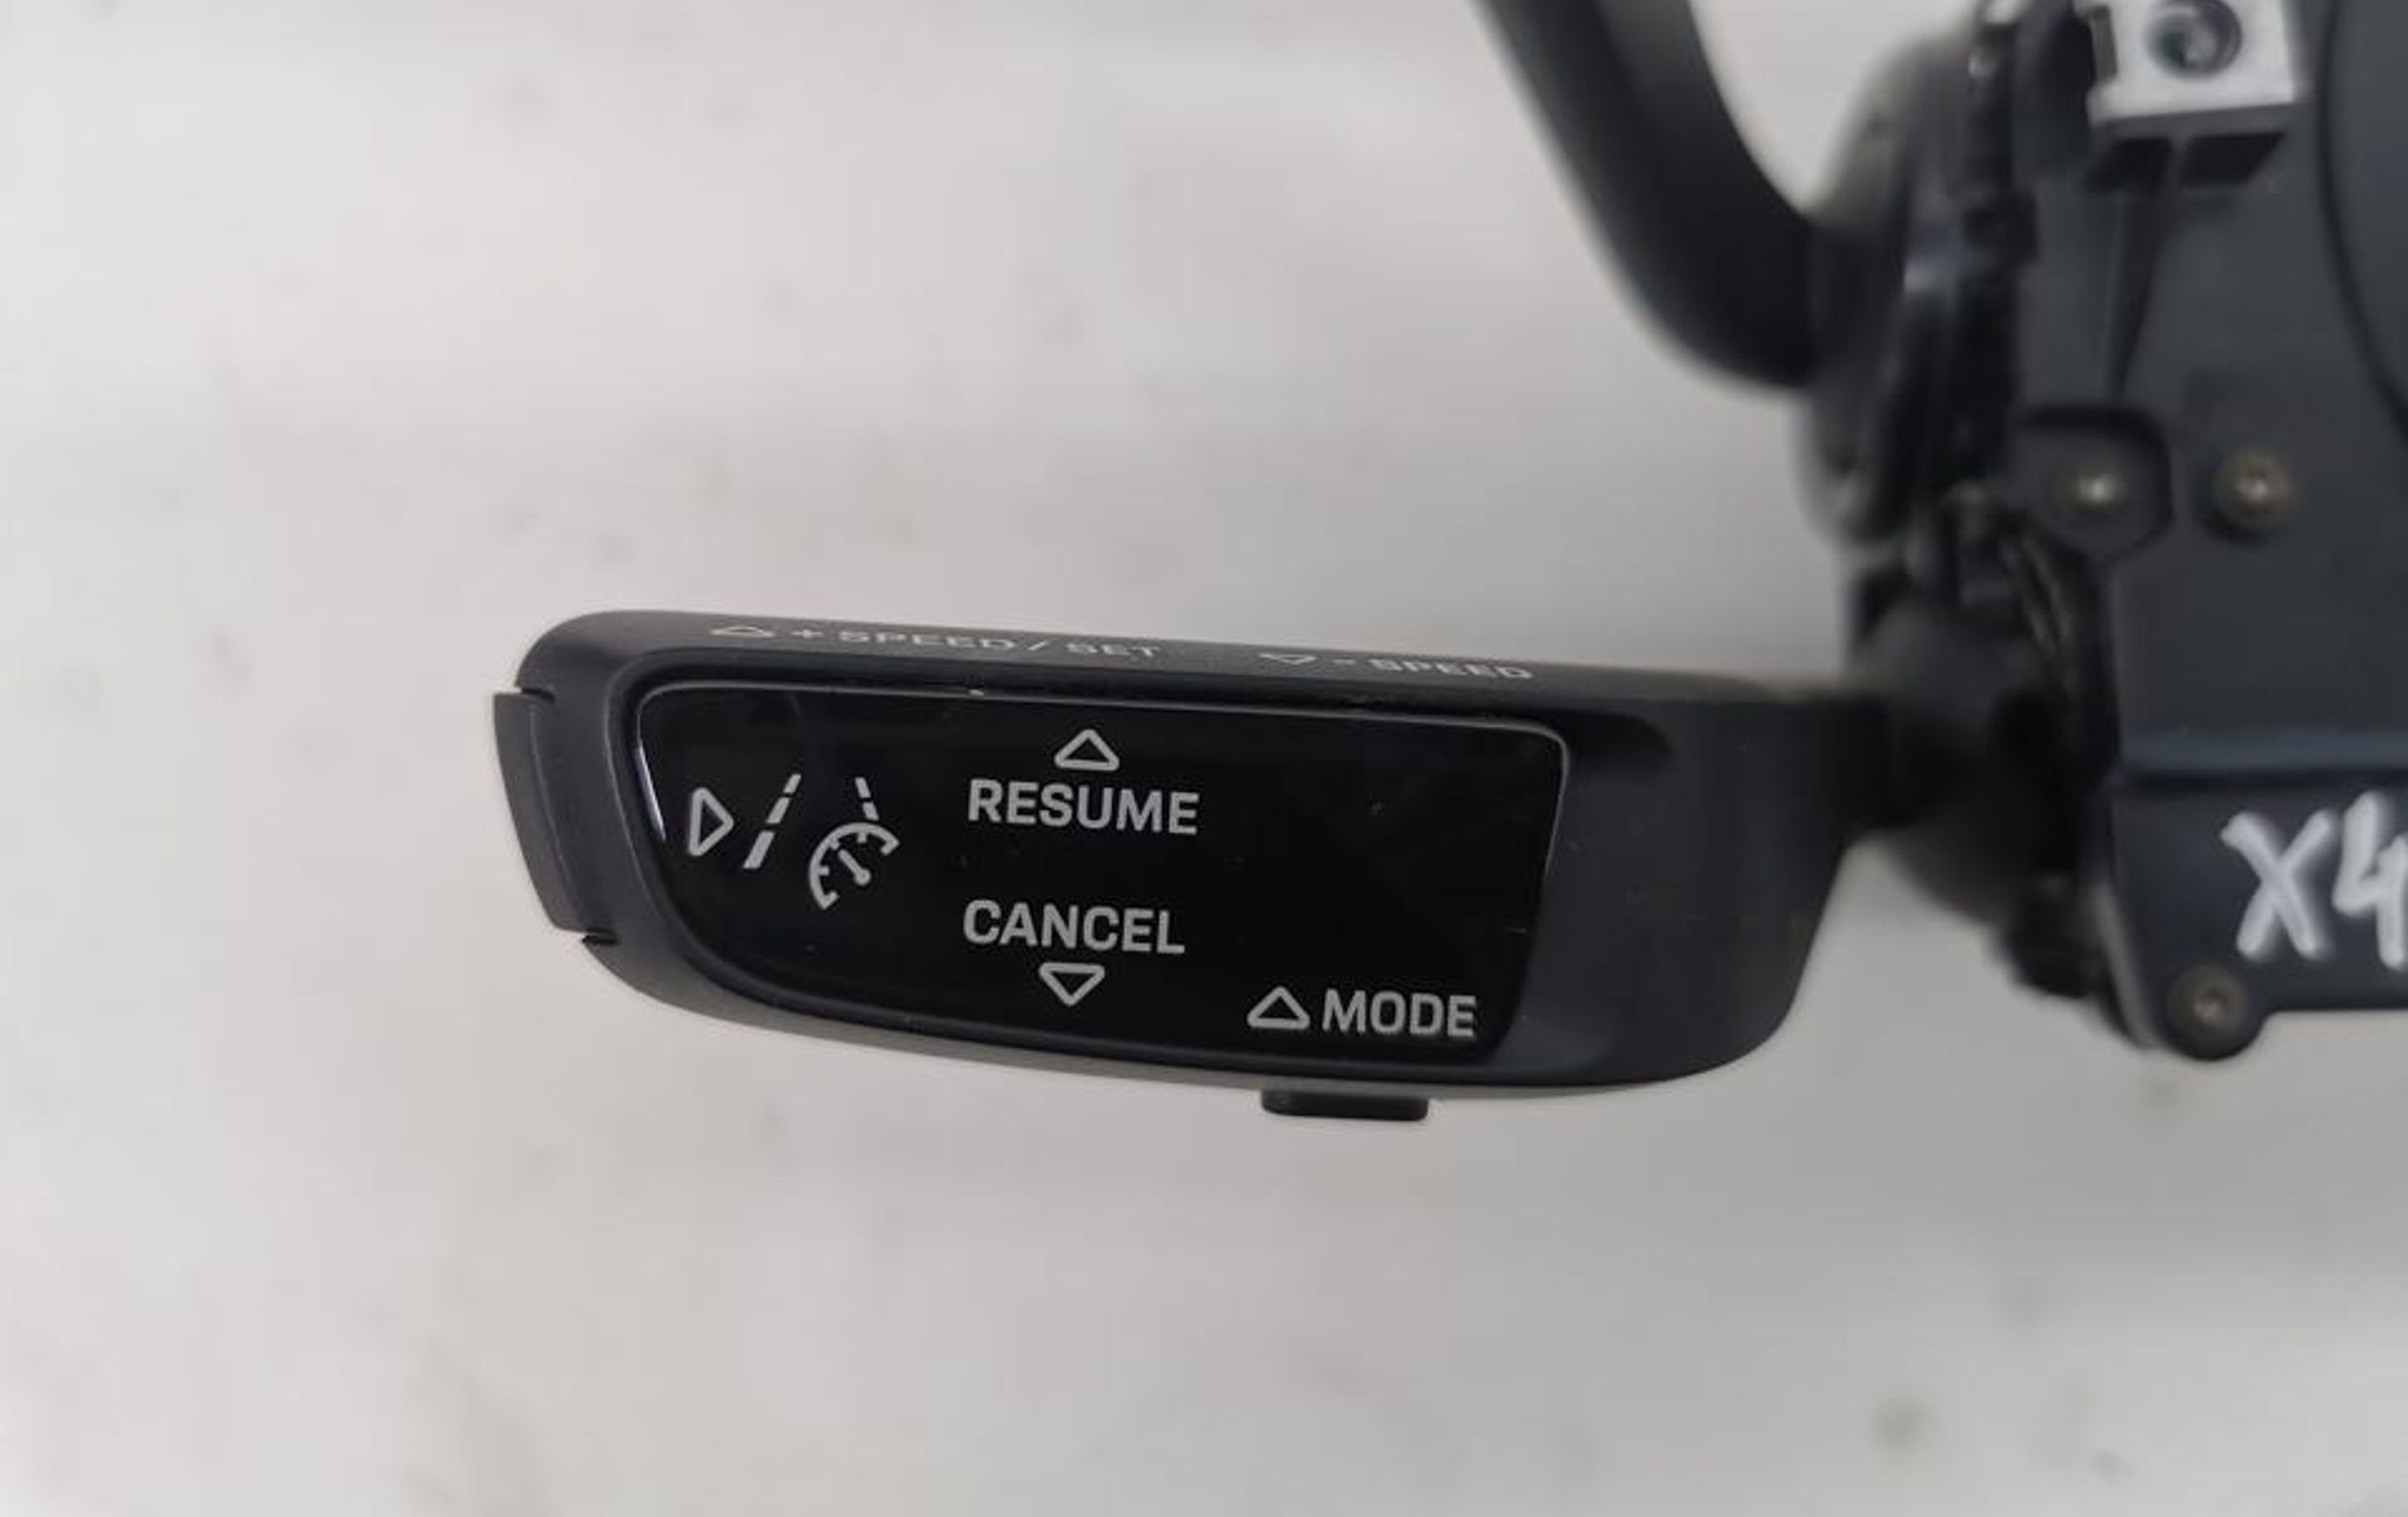 △ + SPEED / SET ▽ - SPEED
△
RESUME
CANCEL
▽
△ MODE
X4